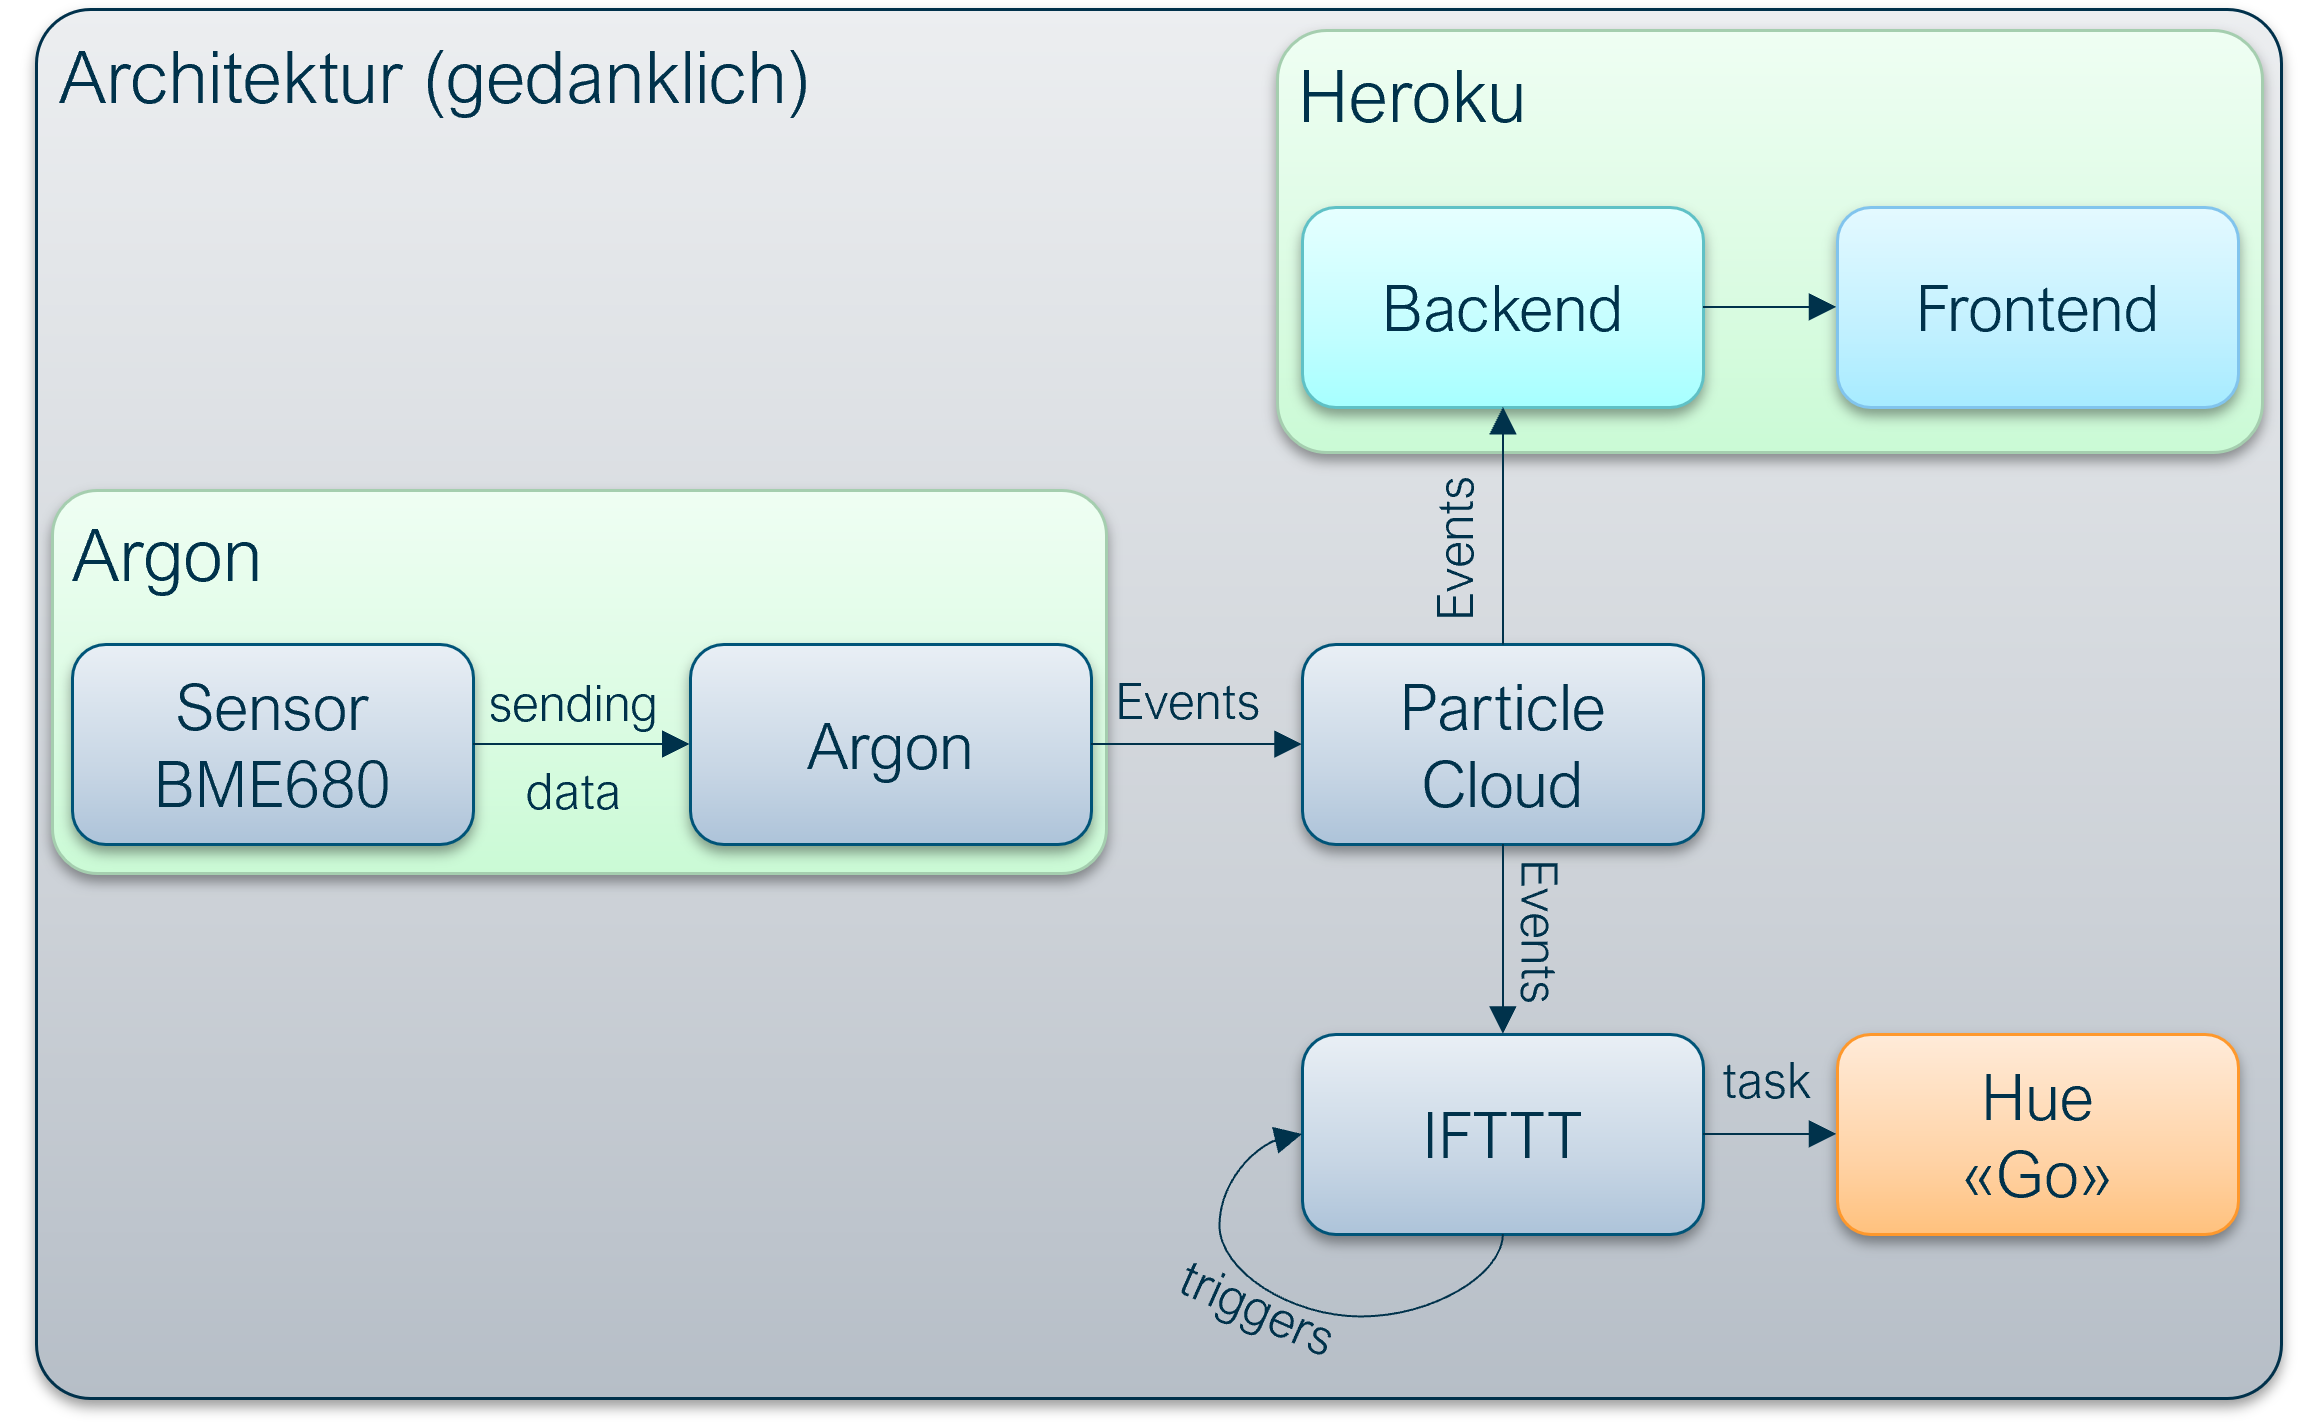 Architektur (gedanklich)
Heroku
Backend
Frontend
Events
Argon
Sensor
BME680
sending
data
Argon
Events
Particle
Cloud
Events
IFTTT
task
Hue
«Go»
triggers